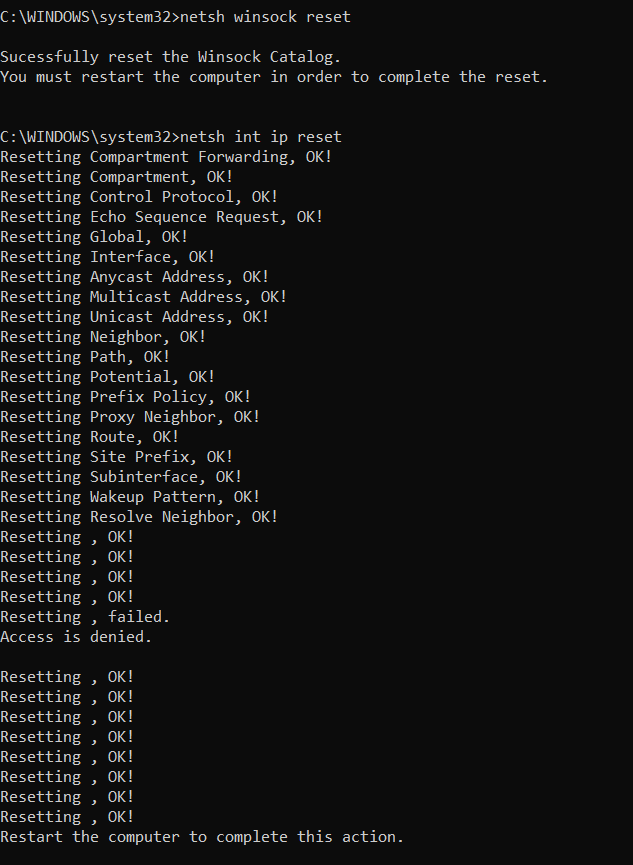 C:\WINDOWS\system32>netsh winsock reset
Sucessfully reset the Winsock Catalog.
You must restart the computer in order to complete the reset.
C:\WINDOWS\system32>netsh int ip reset
Resetting Compartment Forwarding, OK!
Resetting Compartment, OK!
Resetting Control Protocol, OK!
Resetting Echo Sequence Request, OK!
Resetting Global, OK!
Resetting Interface, OK!
Resetting Anycast Address, OK!
Resetting Multicast Address, OK!
Resetting Unicast Address, OK!
Resetting Neighbor, OK!
Resetting Path, OK!
Resetting Potential, OK!
Resetting Prefix Policy, OK!
Resetting Proxy Neighbor, OK!
Resetting Route, OK!
Resetting Site Prefix, OK!
Resetting Subinterface, OK!
Resetting Wakeup Pattern, OK!
Resetting Resolve Neighbor, OK!
Resetting , OK!
Resetting , OK!
Resetting , OK!
Resetting , OK!
Resetting , failed.
Access is denied.
Resetting , OK!
Resetting , OK!
Resetting , OK!
Resetting , OK!
Resetting , OK!
Resetting , OK!
Resetting , OK!
Resetting , OK!
Restart the computer to complete this action.